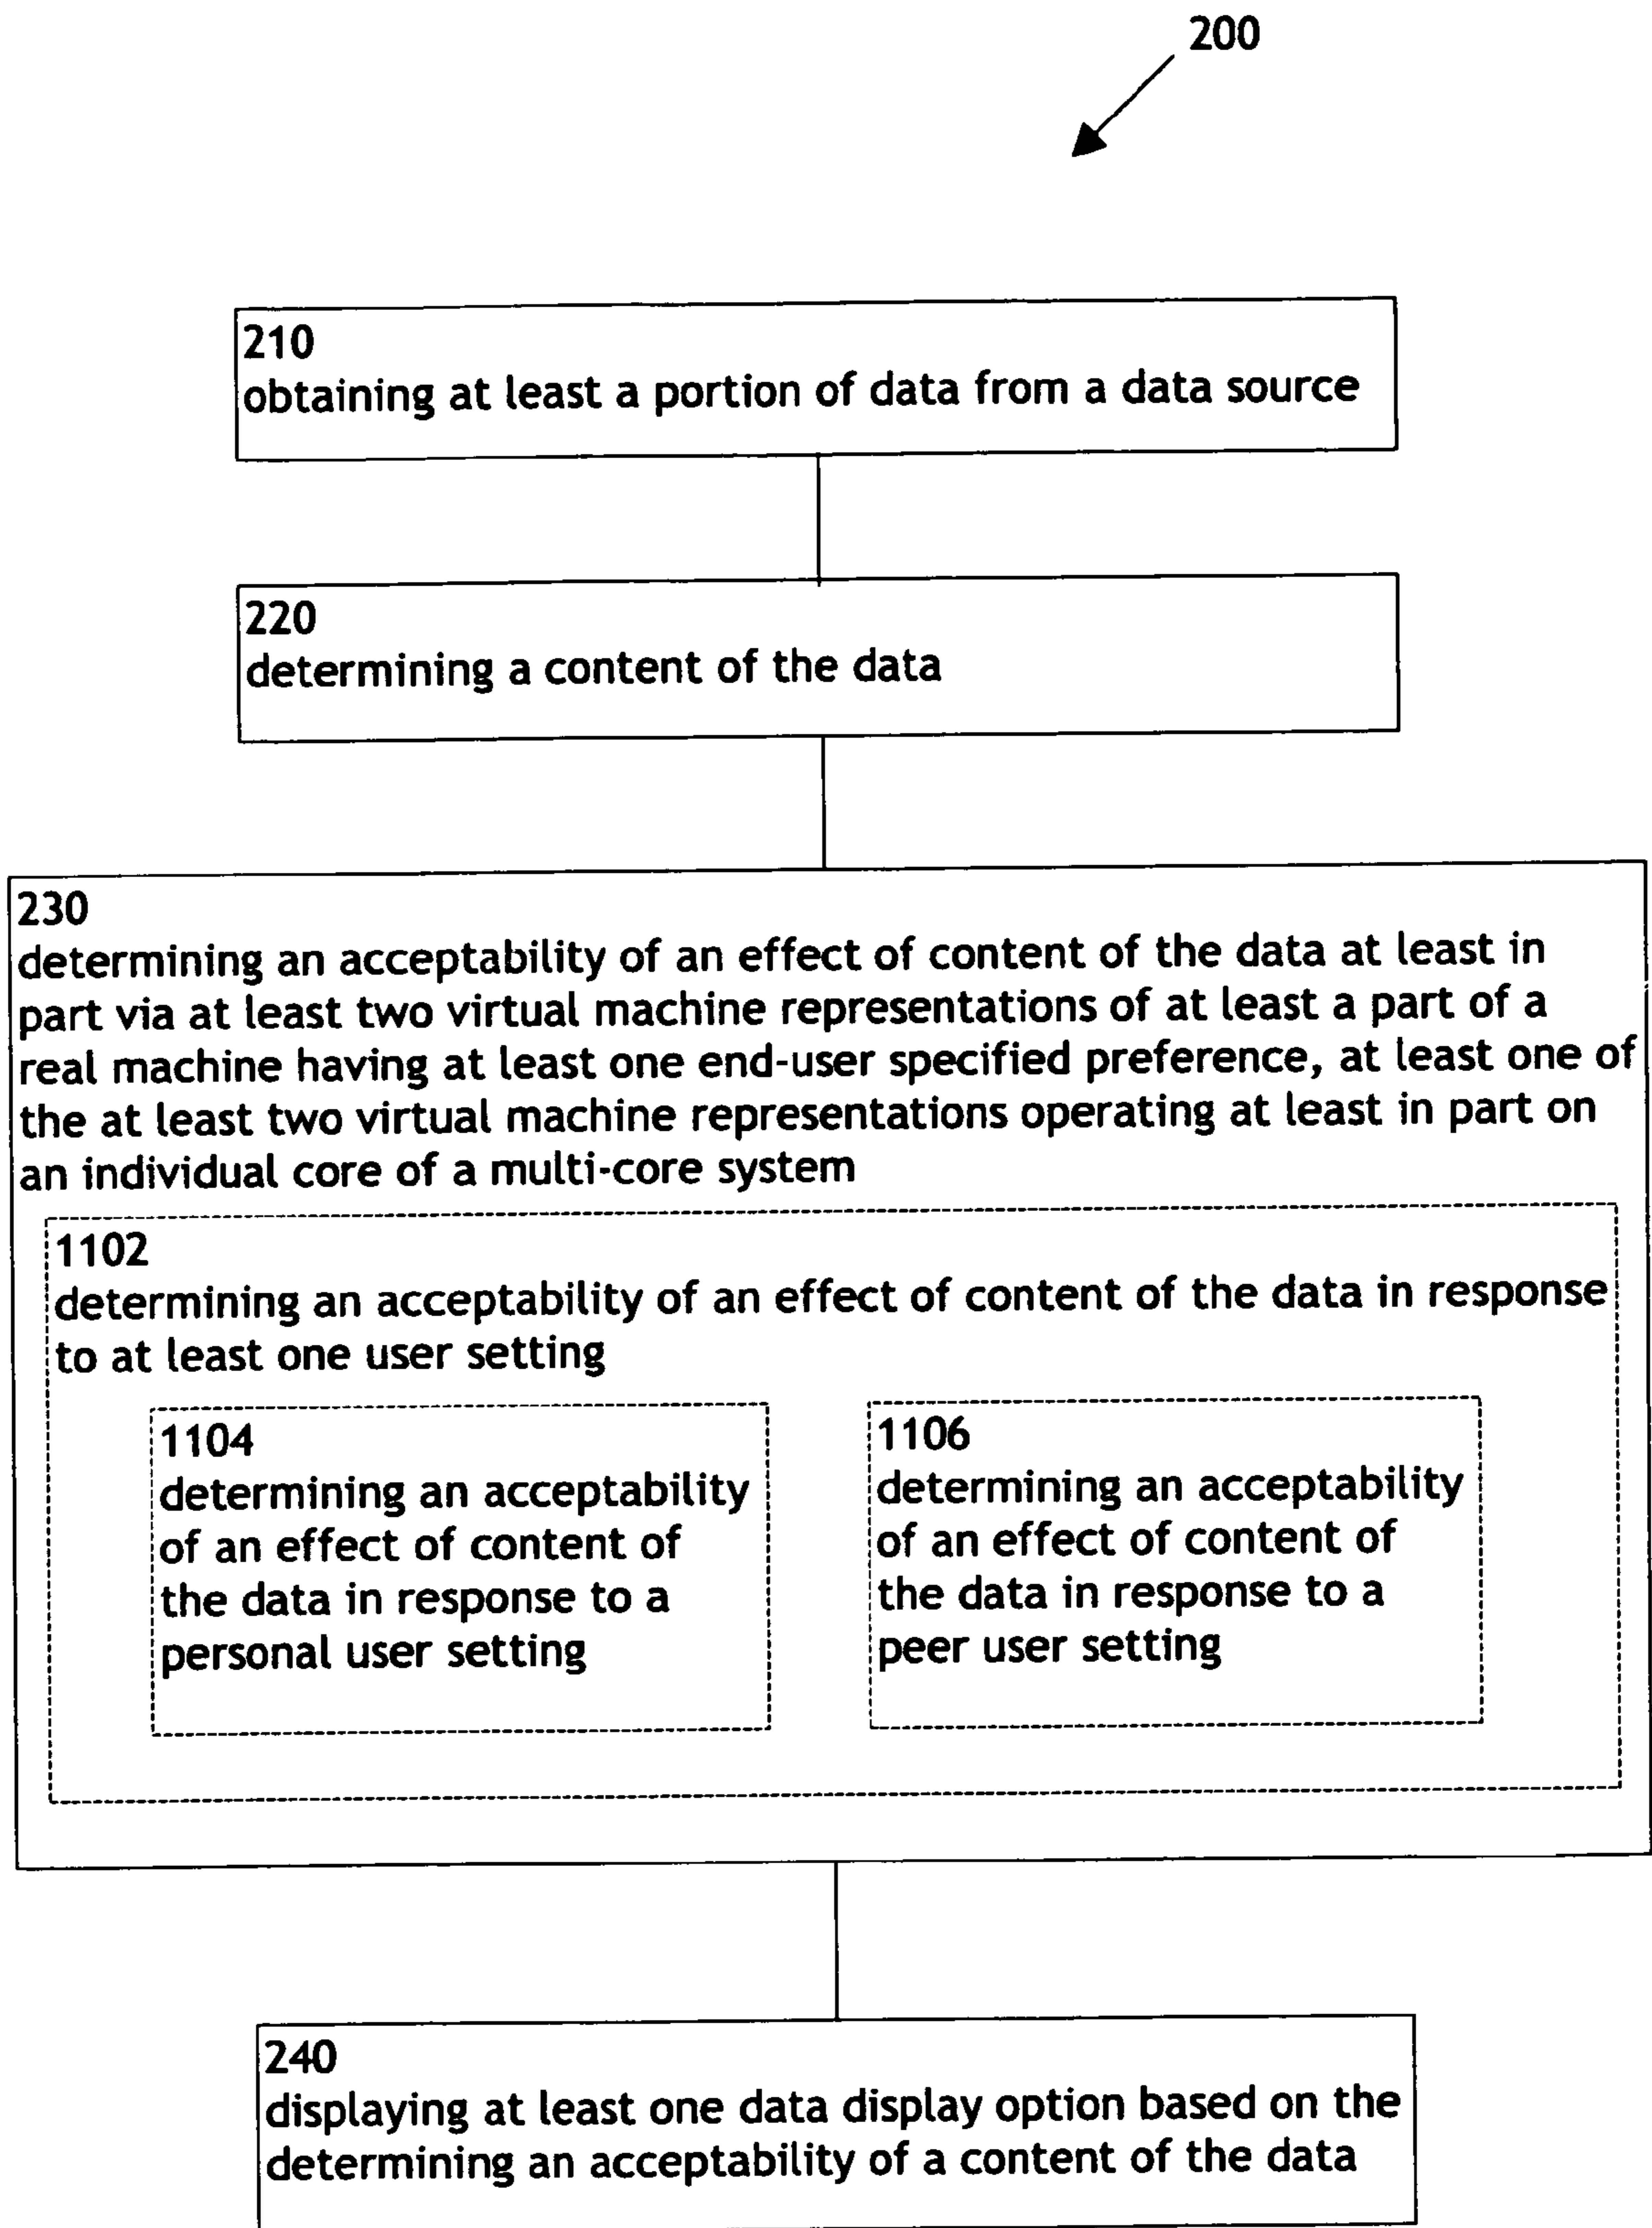 200
210
obtaining at least a portion of data from a data source
220
determining a content of the data
230
determining an acceptability of an effect of content of the data at least in
part via at least two virtual machine representations of at least a part of a
real machine having at least one end-user specified preference, at least one of
the at least two virtual machine representations operating at least in part on
an individual core of a multi-core system
1102
determining an acceptability of an effect of content of the data in response
to at least one user setting
1104
determining an acceptability
of an effect of content of
the data in response to a
personal user setting
1106
determining an acceptability
of an effect of content of
the data in response to a
peer user setting
240
displaying at least one data display option based on the
determining an acceptability of a content of the data